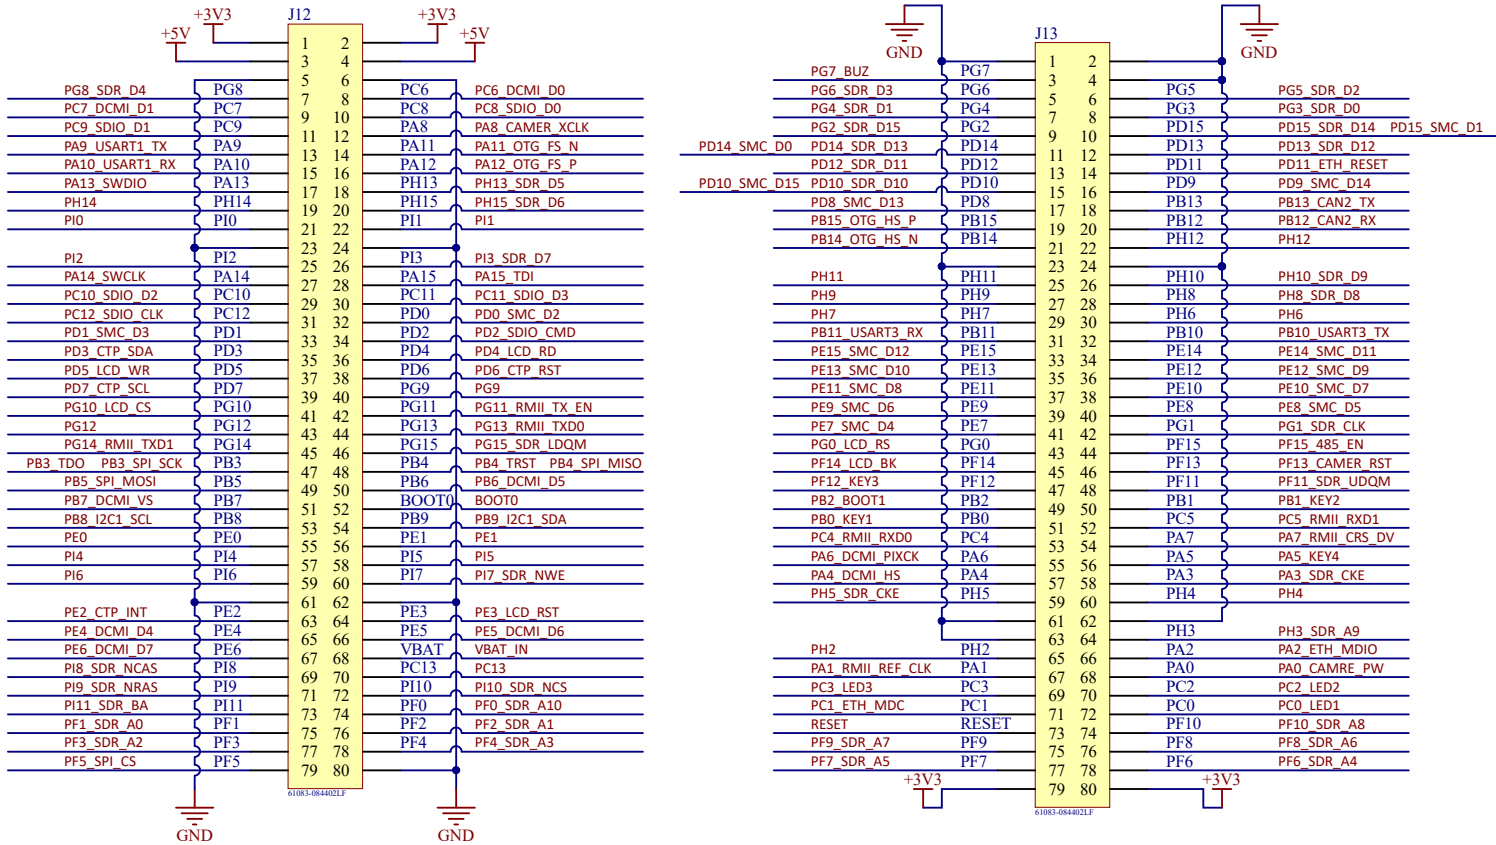 +3V3 J12 +3V3
+5V 1 2 +5V
3 4
5 6
PG8_SDR_D4 PG8 7 8 PC6 PC6_DCMI_D0
PC7_DCMI_D1 PC7 9 10 PC8 PC8_SDIO_D0
PC9_SDIO_D1 PC9 11 12 PA8 PA8_CAMER_XCLK
PA9_USART1_TX PA9 13 14 PA11 PA11_OTG_FS_N
PA10_USART1_RX PA10 15 16 PA12 PA12_OTG_FS_P
PA13_SWDIO PA13 17 18 PH13 PH13_SDR_D5
PH14 PH14 19 20 PH15 PH15_SDR_D6
PI0 PI0 21 22 PI1 PI1
23 24
PI2 PI2 25 26 PI3 PI3_SDR_D7
PA14_SWCLK PA14 27 28 PA15 PA15_TDI
PC10_SDIO_D2 PC10 29 30 PC11 PC11_SDIO_D3
PC12_SDIO_CLK PC12 31 32 PD0 PD0_SMC_D2
PD1_SMC_D3 PD1 33 34 PD2 PD2_SDIO_CMD
PD3_CTP_SDA PD3 35 36 PD4 PD4_LCD_RD
PD5_LCD_WR PD5 37 38 PD6 PD6_CTP_RST
PD7_CTP_SCL PD7 39 40 PG9 PG9
PG10_LCD_CS PG10 41 42 PG11 PG11_RMII_TX_EN
PG12 PG12 43 44 PG13 PG13_RMII_TXD0
PG14_RMII_TXD1 PG14 45 46 PG15 PG15_SDR_LDQM
PB3_TDO PB3_SPI_SCK PB3 47 48 PB4 PB4_TRST PB4_SPI_MISO
PB5_SPI_MOSI PB5 49 50 PB6 PB6_DCMI_D5
PB7_DCMI_VS PB7 51 52 BOOT0 BOOT0
PB8_I2C1_SCL PB8 53 54 PB9 PB9_I2C1_SDA
PE0 PE0 55 56 PE1 PE1
PI4 PI4 57 58 PI5 PI5
PI6 PI6 59 60 PI7 PI7_SDR_NWE
61 62
PE2_CTP_INT PE2 63 64 PE3 PE3_LCD_RST
PE4_DCMI_D4 PE4 65 66 PE5 PE5_DCMI_D6
PE6_DCMI_D7 PE6 67 68 VBAT VBAT_IN
PI8_SDR_NCAS PI8 69 70 PC13 PC13
PI9_SDR_NRAS PI9 71 72 PI10 PI10_SDR_NCS
PI11_SDR_BA PI11 73 74 PF0 PF0_SDR_A10
PF1_SDR_A0 PF1 75 76 PF2 PF2_SDR_A1
PF3_SDR_A2 PF3 77 78 PF4 PF4_SDR_A3
PF5_SPI_CS PF5 79 80
61083-084402LF
GND GND
GND J13 GND
1 2
PG7_BUZ PG7 3 4
PG6_SDR_D3 PG6 5 6 PG5 PG5_SDR_D2
PG4_SDR_D1 PG4 7 8 PG3 PG3_SDR_D0
PG2_SDR_D15 PG2 9 10 PD15 PD15_SDR_D14 PD15_SMC_D1
PD14_SMC_D0 PD14_SDR_D13 PD14 11 12 PD13 PD13_SDR_D12
PD12_SDR_D11 PD12 13 14 PD11 PD11_ETH_RESET
PD10_SMC_D15 PD10_SDR_D10 PD10 15 16 PD9 PD9_SMC_D14
PD8_SMC_D13 PD8 17 18 PB13 PB13_CAN2_TX
PB15_OTG_HS_P PB15 19 20 PB12 PB12_CAN2_RX
PB14_OTG_HS_N PB14 21 22 PH12 PH12
23 24
PH11 PH11 25 26 PH10 PH10_SDR_D9
PH9 PH9 27 28 PH8 PH8_SDR_D8
PH7 PH7 29 30 PH6 PH6
PB11_USART3_RX PB11 31 32 PB10 PB10_USART3_TX
PE15_SMC_D12 PE15 33 34 PE14 PE14_SMC_D11
PE13_SMC_D10 PE13 35 36 PE12 PE12_SMC_D9
PE11_SMC_D8 PE11 37 38 PE10 PE10_SMC_D7
PE9_SMC_D6 PE9 39 40 PE8 PE8_SMC_D5
PE7_SMC_D4 PE7 41 42 PG1 PG1_SDR_CLK
PG0_LCD_RS PG0 43 44 PF15 PF15_485_EN
PF14_LCD_BK PF14 45 46 PF13 PF13_CAMER_RST
PF12_KEY3 PF12 47 48 PF11 PF11_SDR_UDQM
PB2_BOOT1 PB2 49 50 PB1 PB1_KEY2
PB0_KEY1 PB0 51 52 PC5 PC5_RMII_RXD1
PC4_RMII_RXD0 PC4 53 54 PA7 PA7_RMII_CRS_DV
PA6_DCMI_PIXCK PA6 55 56 PA5 PA5_KEY4
PA4_DCMI_HS PA4 57 58 PA3 PA3_SDR_CKE
PH5_SDR_CKE PH5 59 60 PH4 PH4
61 62
63 64 PH3 PH3_SDR_A9
PH2 PH2 65 66 PA2 PA2_ETH_MDIO
PA1_RMII_REF_CLK PA1 67 68 PA0 PA0_CAMRE_PW
PC3_LED3 PC3 69 70 PC2 PC2_LED2
PC1_ETH_MDC PC1 71 72 PC0 PC0_LED1
RESET RESET 73 74 PF10 PF10_SDR_A8
PF9_SDR_A7 PF9 75 76 PF8 PF8_SDR_A6
PF7_SDR_A5 PF7 77 78 PF6 PF6_SDR_A4
+3V3 79 80 +3V3
61083-084402LF